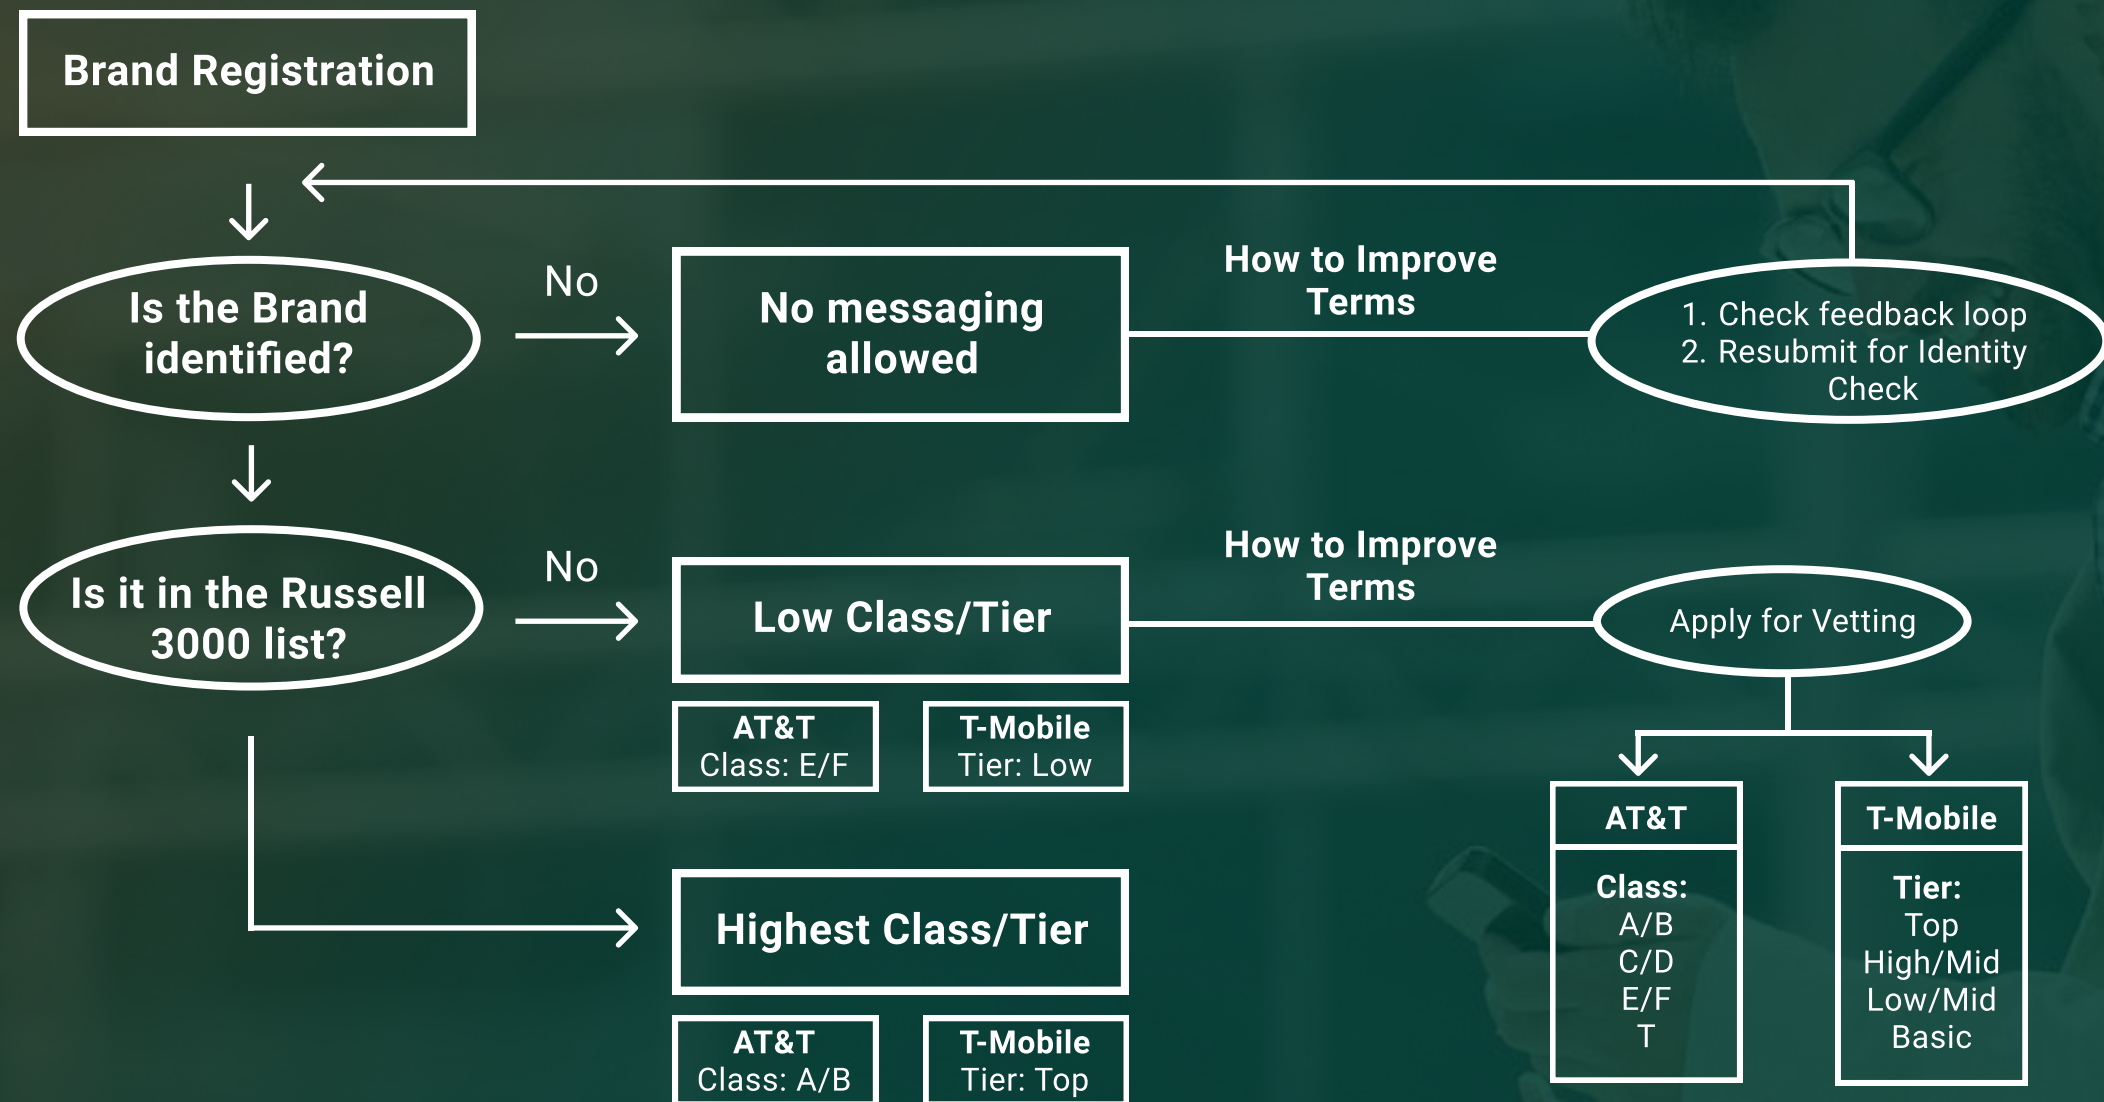 Brand Registration
Is the Brand
identified?
No
No messaging
allowed
How to Improve
Terms
1. Check feedback loop
2. Resubmit for Identity
Check
Is it in the Russell
3000 list?
No
Low Class/Tier
How to Improve
Terms
Apply for Vetting
AT&T
Class: E/F
T-Mobile
Tier: Low
AT&T
Class:
A/B
C/D
E/F
T
T-Mobile
Tier:
Top
High/Mid
Low/Mid
Basic
Highest Class/Tier
AT&T
Class: A/B
T-Mobile
Tier: Top